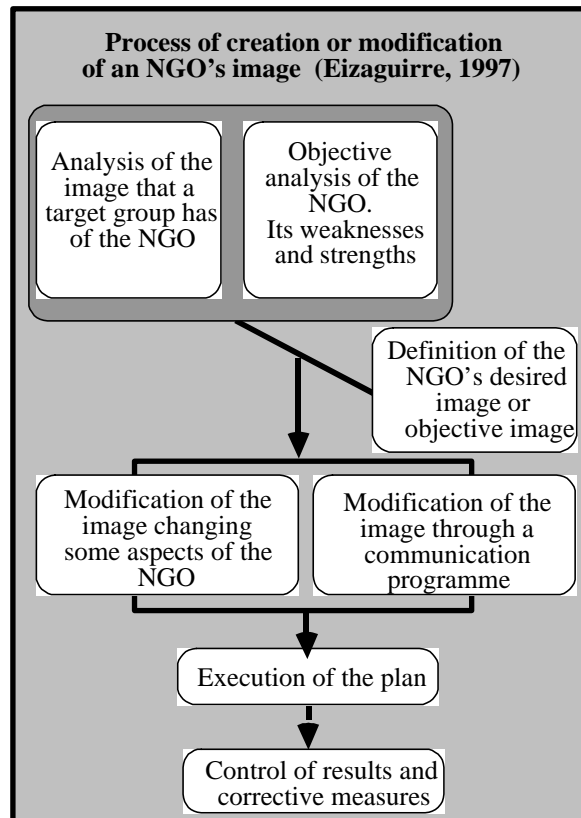 Process of creation or modification
of an NGO’s image  (Eizaguirre, 1997)
Analysis of the
image that a
target group has
of the NGO
Objective
analysis of the
NGO.
Its weaknesses
and strengths
Definition of the
NGO’s desired
image or
objective image
Modification of the
image changing
some aspects of the
NGO
Modification of the
image through a
communication
programme
Execution of the plan
Control of results and
corrective measures